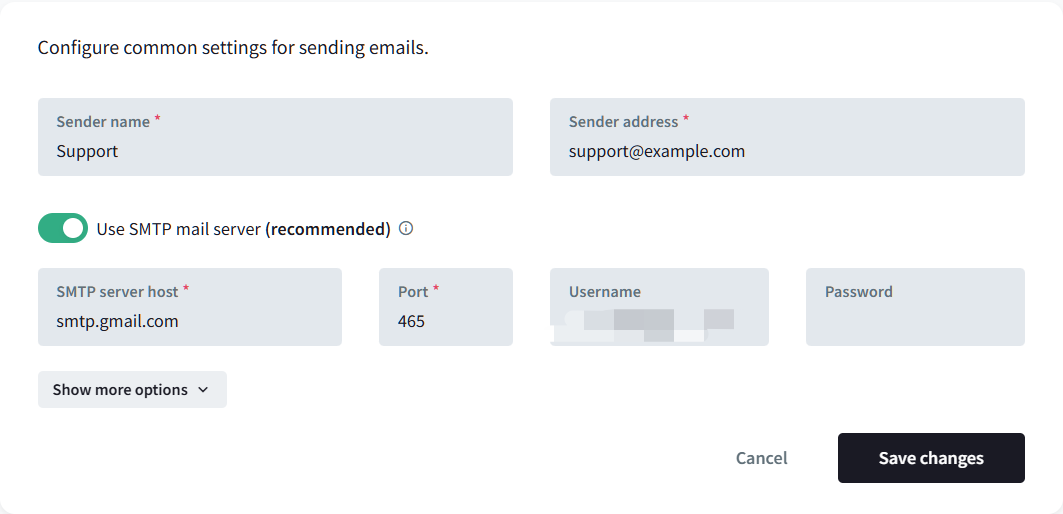 Configure common settings for sending emails.
Sender name *
Support
Sender address *
support@example.com
Use SMTP mail server (recommended)
SMTP server host *
smtp.gmail.com
Port *
465
Username
Password
Show more options
Cancel
Save changes